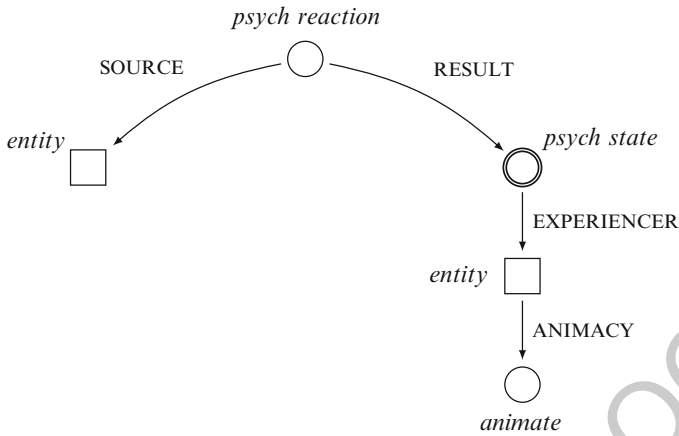 psych reaction
SOURCE
RESULT
entity
psych state
EXPERIENCER
entity
ANIMACY
animate